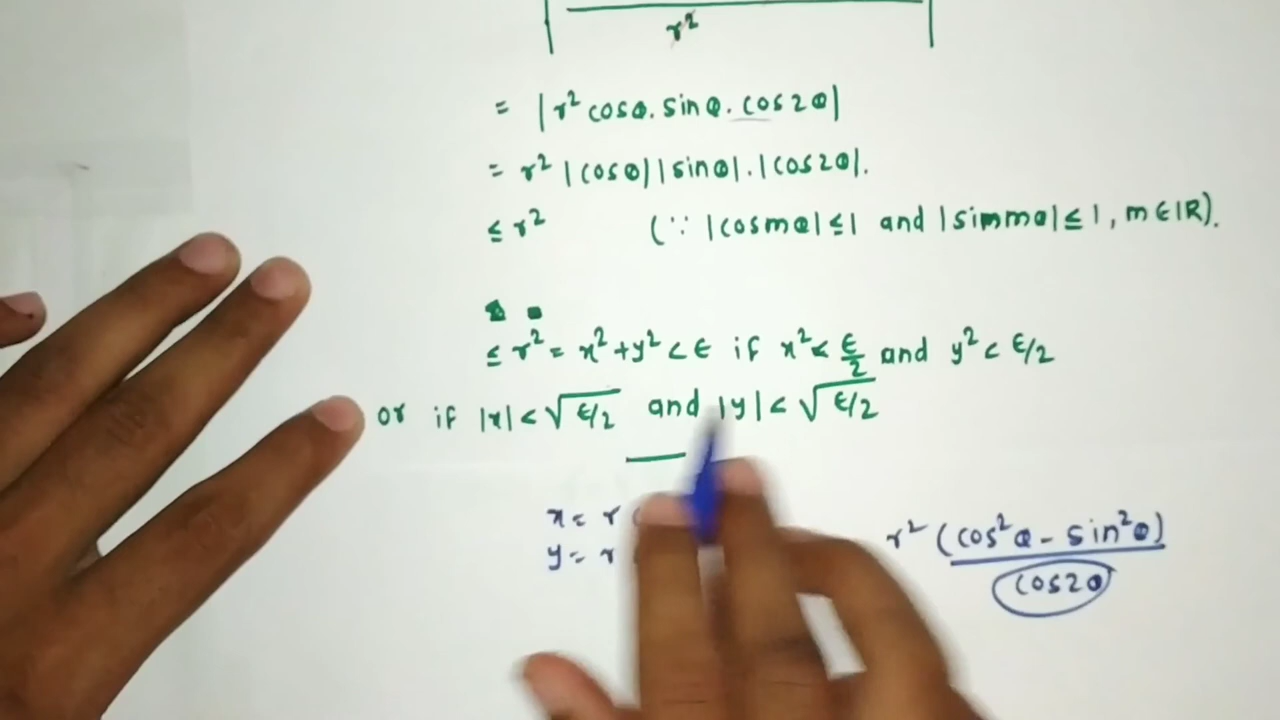 r²
= |r² cosθ. sinθ. cos2θ|
= r² |cosθ| |sinθ|. |cos2θ|.
≤ r² (∵ |cosmθ| ≤ 1 and |sinmθ| ≤ 1, m ∈ IR).
≤ r² = x² + y² < ϵ if x² < ϵ/2 and y² < ϵ/2
or if |x| < √ϵ/2 and |y| < √ϵ/2
x = r
y = r
r² (cos²θ - sin²θ)
cos2θ